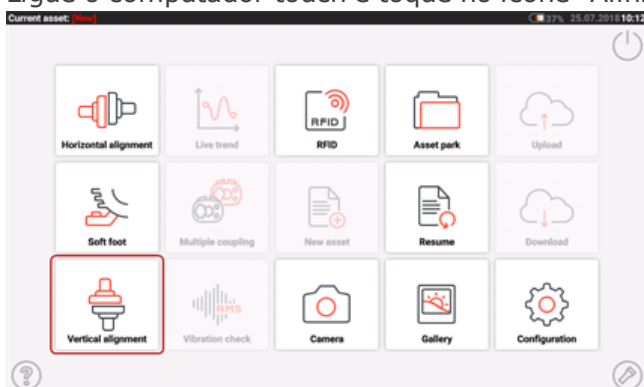 Ligue o computador touch e toque no ícone
Current asset: [New] 37% 25.07.2018 10:12
Horizontal alignment Live trend RFID Asset park Upload
Soft foot Multiple coupling New asset Resume Download
Vertical alignment RMS Vibration check Camera Gallery Configuration